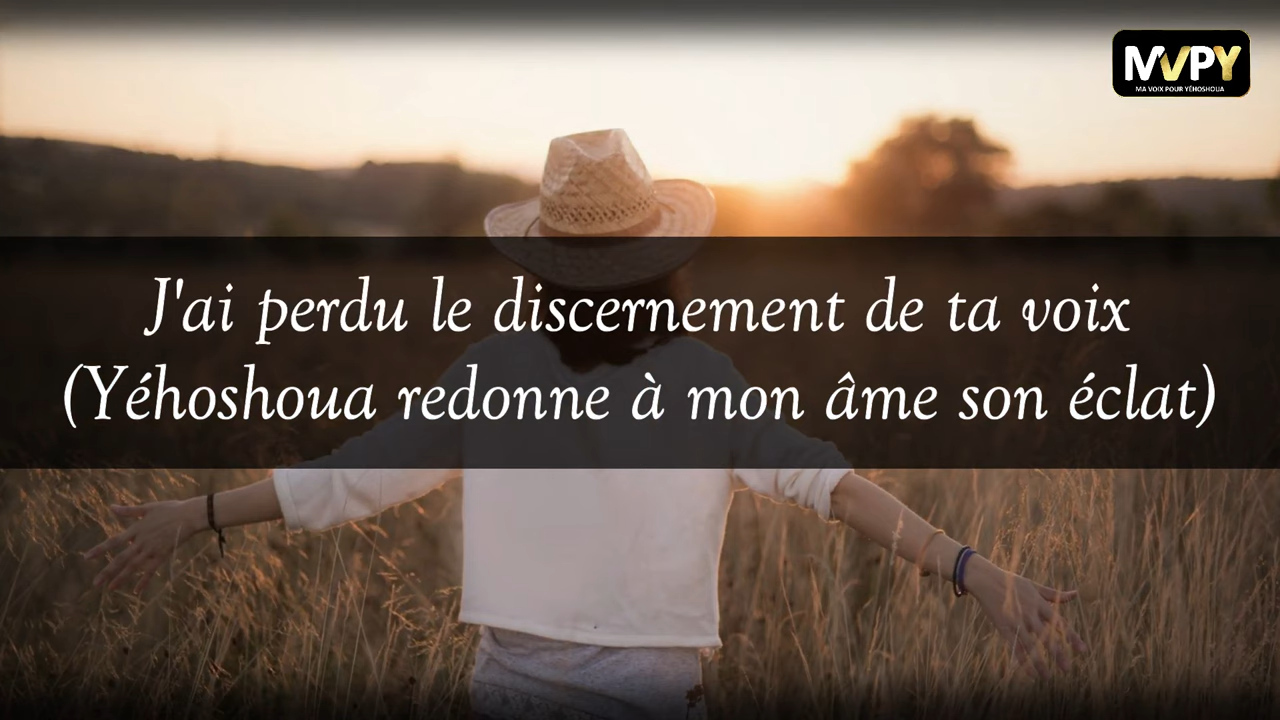 MVPY
MA VOIX POUR YÉHOSHOUA
J'ai perdu le discernement de ta voix
(Yéhoshoua redonne à mon âme son éclat)